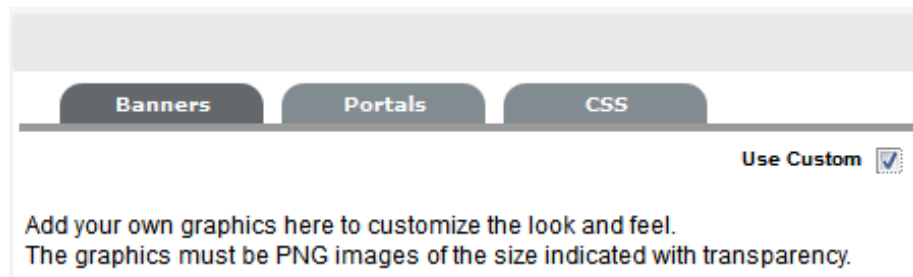 Banners Portals CSS
Use Custom
Add your own graphics here to customize the look and feel.
The graphics must be PNG images of the size indicated with transparency.